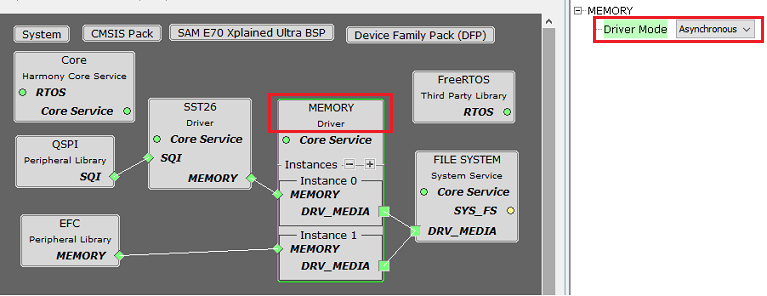 System
CMSIS Pack
SAM E70 Xplained Ultra BSP
Device Family Pack (DFP)
Core
Harmony Core Service
RTOS
Core Service
QSPI
Peripheral Library
SQI
EFC
Peripheral Library
MEMORY
SST26
Driver
Core Service
SQI
MEMORY
MEMORY
Driver
Core Service
Instances
Instance 0
MEMORY
DRV_MEDIA
Instance 1
MEMORY
DRV_MEDIA
FreeRTOS
Third Party Library
RTOS
FILE SYSTEM
System Service
Core Service
SYS_FS
DRV_MEDIA
MEMORY
Driver Mode Asynchronous